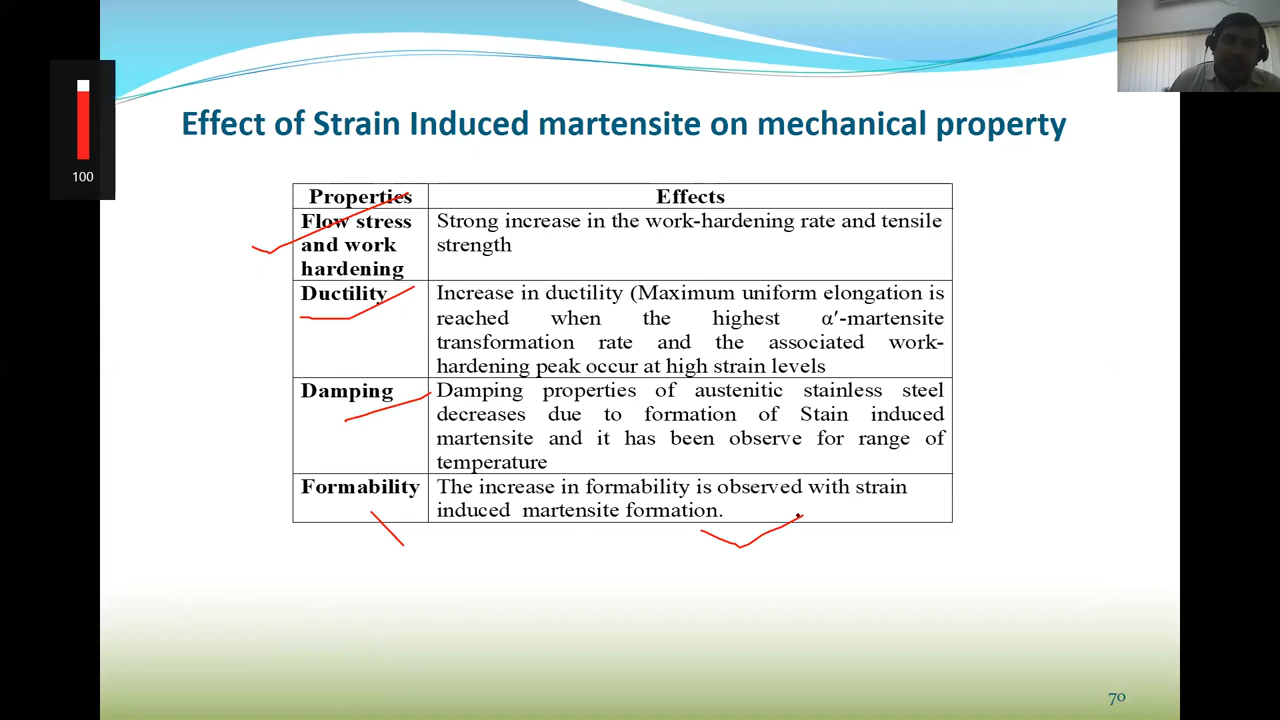 100
Effect of Strain Induced martensite on mechanical property
Properties
Effects
Flow stress
and work
hardening
Strong increase in the work-hardening rate and tensile
strength
Ductility
Increase in ductility (Maximum uniform elongation is
reached when the highest α′-martensite
transformation rate and the associated work-
hardening peak occur at high strain levels
Damping
Damping properties of austenitic stainless steel
decreases due to formation of Stain induced
martensite and it has been observe for range of
temperature
Formability
The increase in formability is observed with strain
induced martensite formation.
70